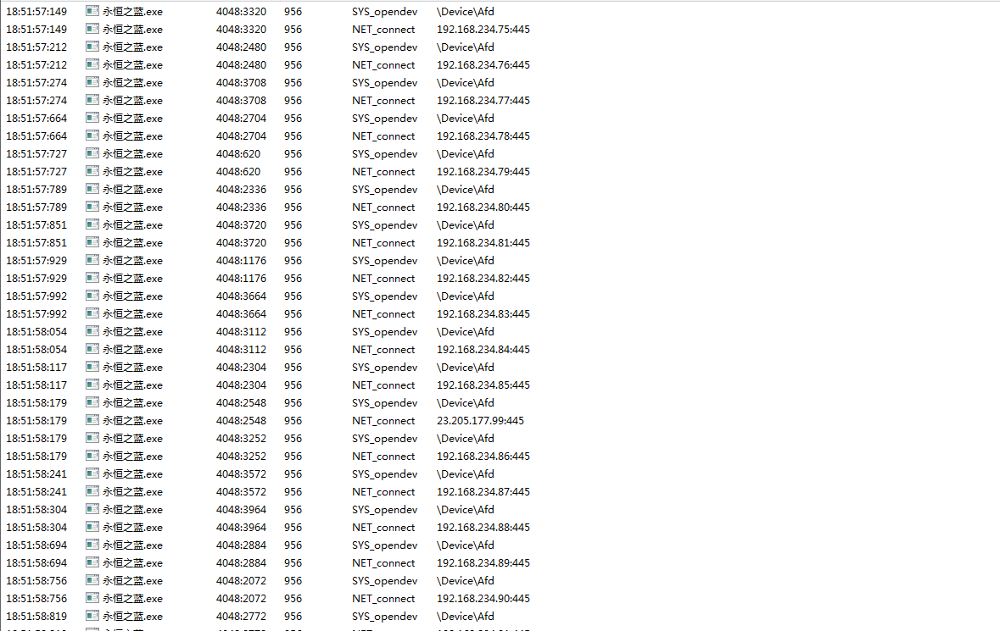 18:51:57:149 永恒之蓝.exe 4048:3320 956 SYS_opendev \Device\Afd
18:51:57:149 永恒之蓝.exe 4048:3320 956 NET_connect 192.168.234.75:445
18:51:57:212 永恒之蓝.exe 4048:2480 956 SYS_opendev \Device\Afd
18:51:57:212 永恒之蓝.exe 4048:2480 956 NET_connect 192.168.234.76:445
18:51:57:274 永恒之蓝.exe 4048:3708 956 SYS_opendev \Device\Afd
18:51:57:274 永恒之蓝.exe 4048:3708 956 NET_connect 192.168.234.77:445
18:51:57:664 永恒之蓝.exe 4048:2704 956 SYS_opendev \Device\Afd
18:51:57:664 永恒之蓝.exe 4048:2704 956 NET_connect 192.168.234.78:445
18:51:57:727 永恒之蓝.exe 4048:620 956 SYS_opendev \Device\Afd
18:51:57:727 永恒之蓝.exe 4048:620 956 NET_connect 192.168.234.79:445
18:51:57:789 永恒之蓝.exe 4048:2336 956 SYS_opendev \Device\Afd
18:51:57:789 永恒之蓝.exe 4048:2336 956 NET_connect 192.168.234.80:445
18:51:57:851 永恒之蓝.exe 4048:3720 956 SYS_opendev \Device\Afd
18:51:57:851 永恒之蓝.exe 4048:3720 956 NET_connect 192.168.234.81:445
18:51:57:929 永恒之蓝.exe 4048:1176 956 SYS_opendev \Device\Afd
18:51:57:929 永恒之蓝.exe 4048:1176 956 NET_connect 192.168.234.82:445
18:51:57:992 永恒之蓝.exe 4048:3664 956 SYS_opendev \Device\Afd
18:51:57:992 永恒之蓝.exe 4048:3664 956 NET_connect 192.168.234.83:445
18:51:58:054 永恒之蓝.exe 4048:3112 956 SYS_opendev \Device\Afd
18:51:58:054 永恒之蓝.exe 4048:3112 956 NET_connect 192.168.234.84:445
18:51:58:117 永恒之蓝.exe 4048:2304 956 SYS_opendev \Device\Afd
18:51:58:117 永恒之蓝.exe 4048:2304 956 NET_connect 192.168.234.85:445
18:51:58:179 永恒之蓝.exe 4048:2548 956 SYS_opendev \Device\Afd
18:51:58:179 永恒之蓝.exe 4048:2548 956 NET_connect 23.205.177.99:445
18:51:58:179 永恒之蓝.exe 4048:3252 956 SYS_opendev \Device\Afd
18:51:58:179 永恒之蓝.exe 4048:3252 956 NET_connect 192.168.234.86:445
18:51:58:241 永恒之蓝.exe 4048:3572 956 SYS_opendev \Device\Afd
18:51:58:241 永恒之蓝.exe 4048:3572 956 NET_connect 192.168.234.87:445
18:51:58:304 永恒之蓝.exe 4048:3964 956 SYS_opendev \Device\Afd
18:51:58:304 永恒之蓝.exe 4048:3964 956 NET_connect 192.168.234.88:445
18:51:58:694 永恒之蓝.exe 4048:2884 956 SYS_opendev \Device\Afd
18:51:58:694 永恒之蓝.exe 4048:2884 956 NET_connect 192.168.234.89:445
18:51:58:756 永恒之蓝.exe 4048:2072 956 SYS_opendev \Device\Afd
18:51:58:756 永恒之蓝.exe 4048:2072 956 NET_connect 192.168.234.90:445
18:51:58:819 永恒之蓝.exe 4048:2772 956 SYS_opendev \Device\Afd